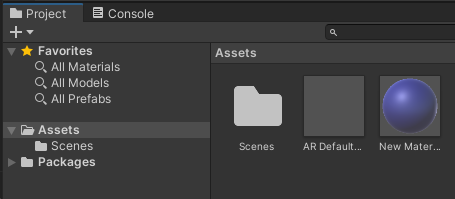 Project
Console
Favorites
All Materials
All Models
All Prefabs
Assets
Scenes
Packages
Assets
Scenes
AR Default...
New Mater...